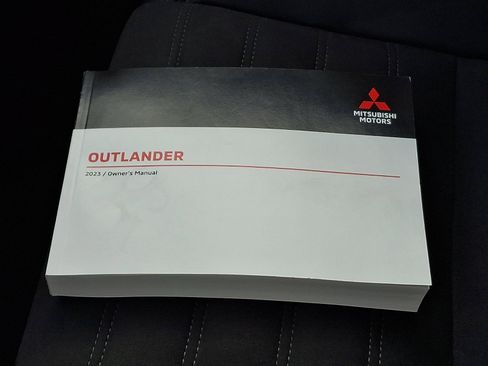 MITSUBISHI
MOTORS
OUTLANDER
2023 / Owner's Manual